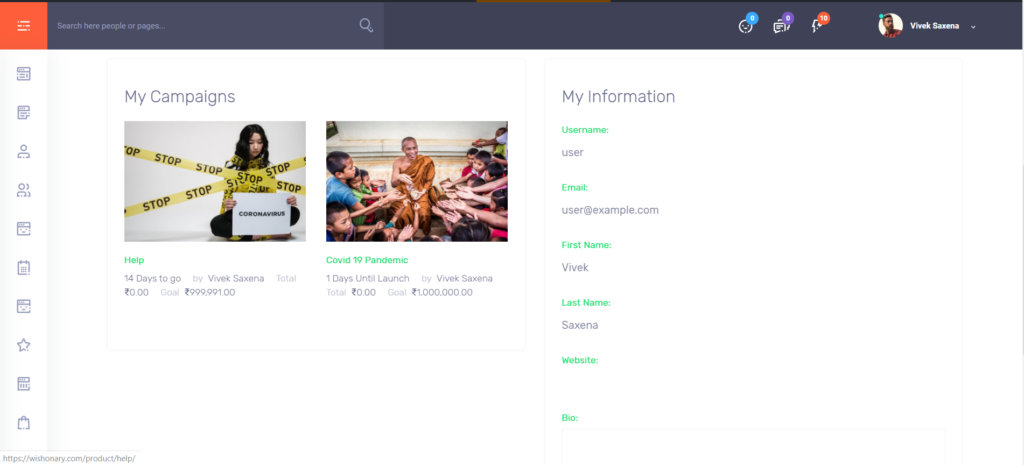 Search here people or pages...
0
0
10
Vivek Saxena
My Campaigns
STOP STOP STOP STOP
STOP STOP STOP STOP
CORONAVIRUS
Help
14 Days to go by Vivek Saxena Total
₹0.00 Goal ₹999,991.00
Covid 19 Pandemic
1 Days Until Launch by Vivek Saxena
Total ₹0.00 Goal ₹1,000,000.00
My Information
Username:
user
Email:
user@example.com
First Name:
Vivek
Last Name:
Saxena
Website:
Bio:
https://wishonary.com/product/help/